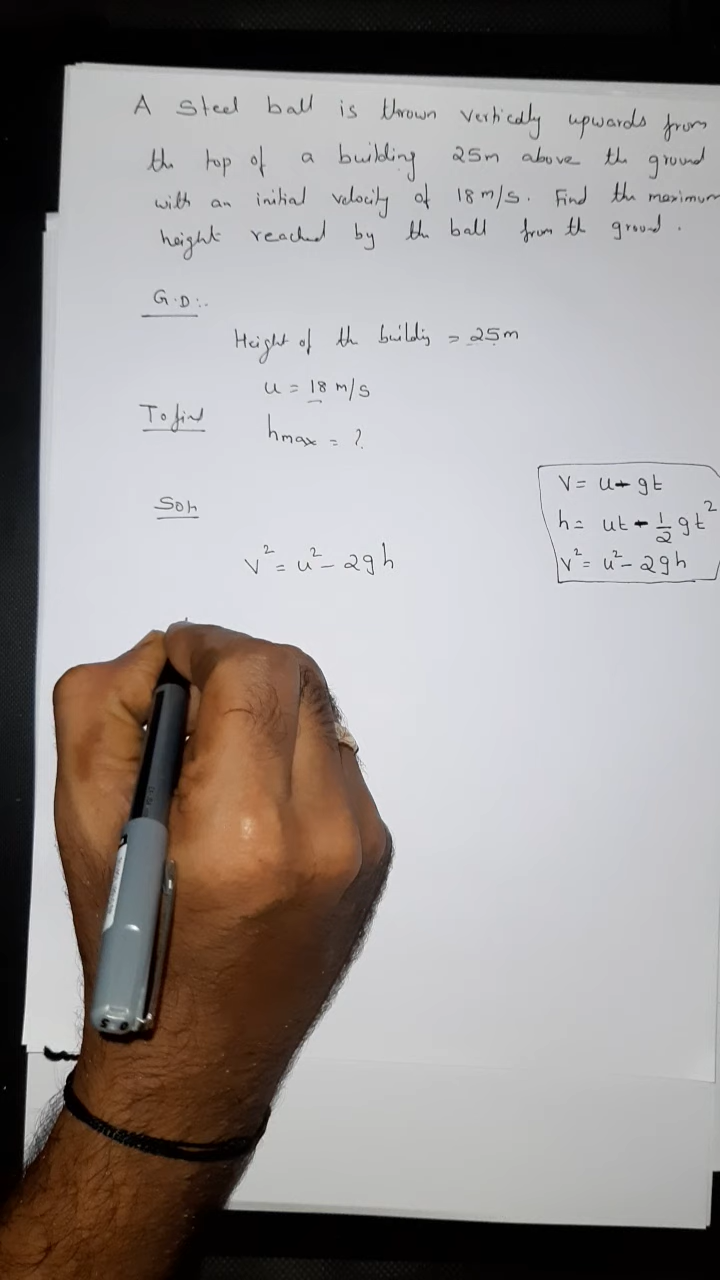 A steel ball is thrown vertically upwards from
the top of a building 25m above the ground
with an initial velocity of 18 m/s. Find the maximum
height reached by the ball from the ground.
G.D:.
Height of the building = 25m
u = 18 m/s
To find
hmax = ?
Soln
v² = u² - 2gh
V = u - gt
h = ut - 1/2 gt²
v² = u² - 2gh